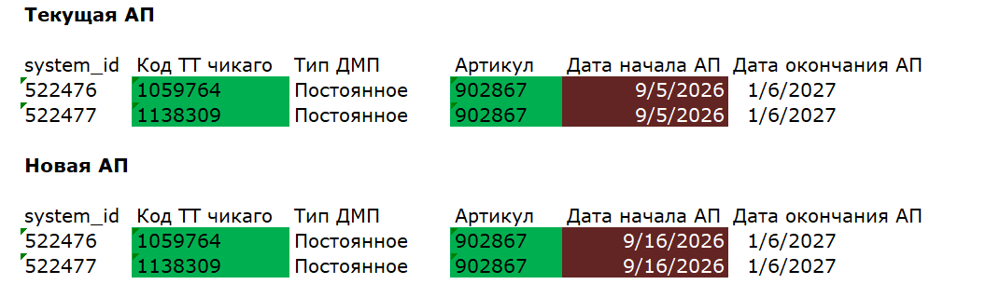 Текущая АП
system_id Код ТТ чикаго Тип ДМП Артикул Дата начала АП Дата окончания АП
522476 1059764 Постоянное 902867 9/5/2026 1/6/2027
522477 1138309 Постоянное 902867 9/5/2026 1/6/2027
Новая АП
system_id Код ТТ чикаго Тип ДМП Артикул Дата начала АП Дата окончания АП
522476 1059764 Постоянное 902867 9/16/2026 1/6/2027
522477 1138309 Постоянное 902867 9/16/2026 1/6/2027